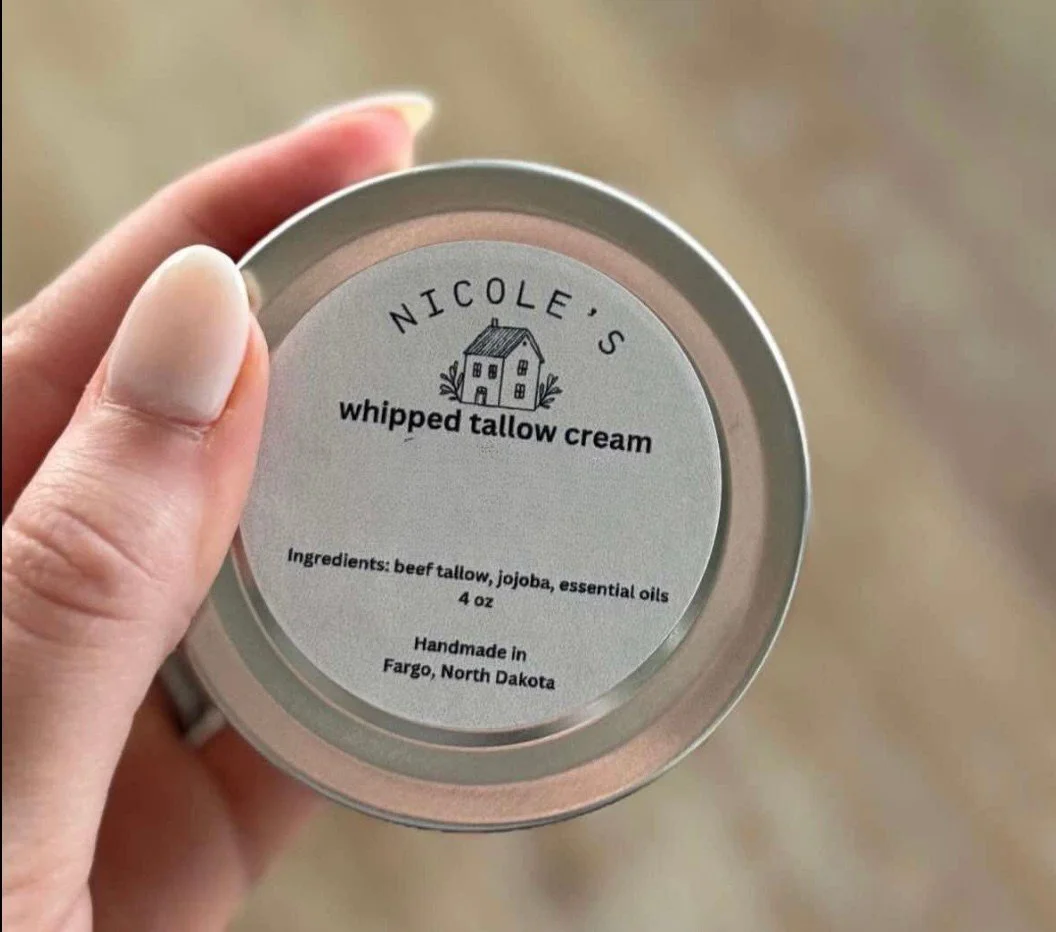 NICOLE'S
whipped tallow cream
Ingredients: beef tallow, jojoba, essential oils
4 oz
Handmade in
Fargo, North Dakota